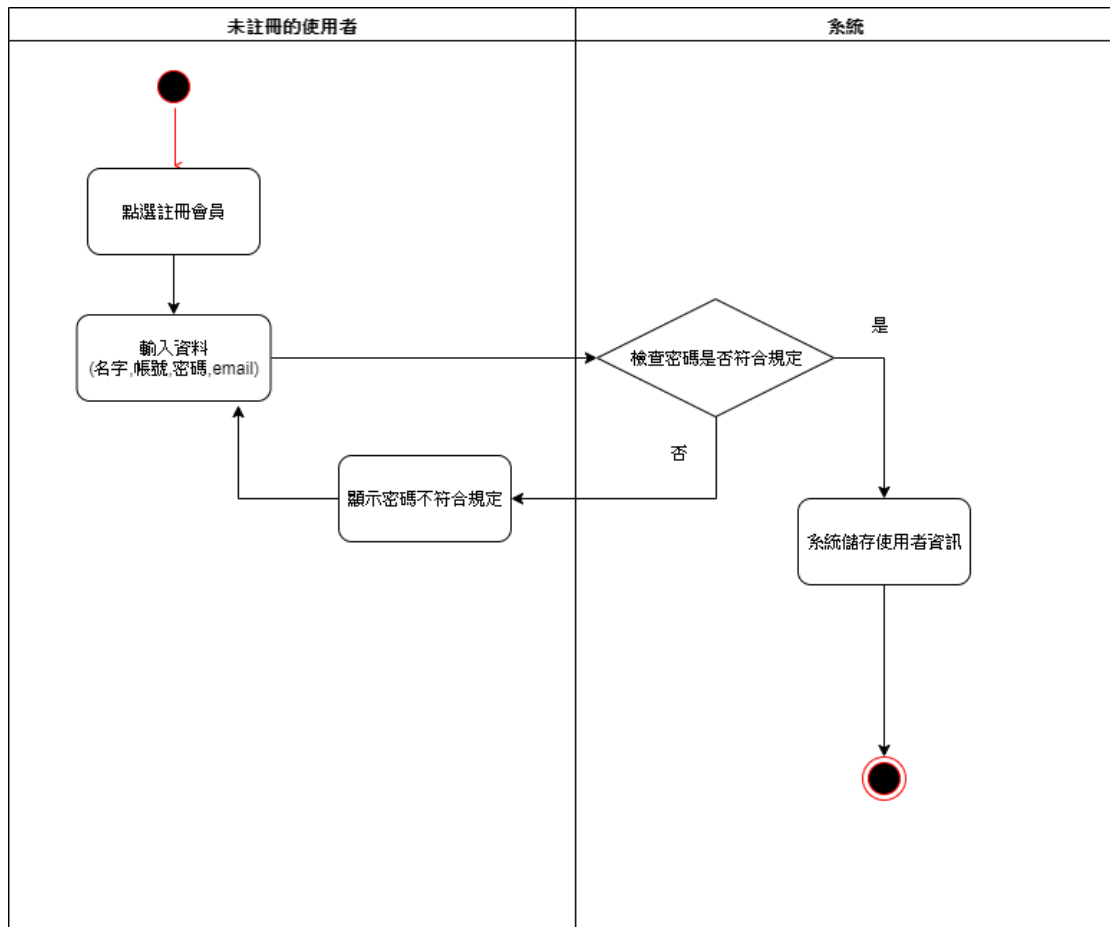 未註冊的使用者
系統
點選註冊會員
輸入資料
(名字,帳號,密碼,email)
檢查密碼是否符合規定
是
否
顯示密碼不符合規定
系統儲存使用者資訊